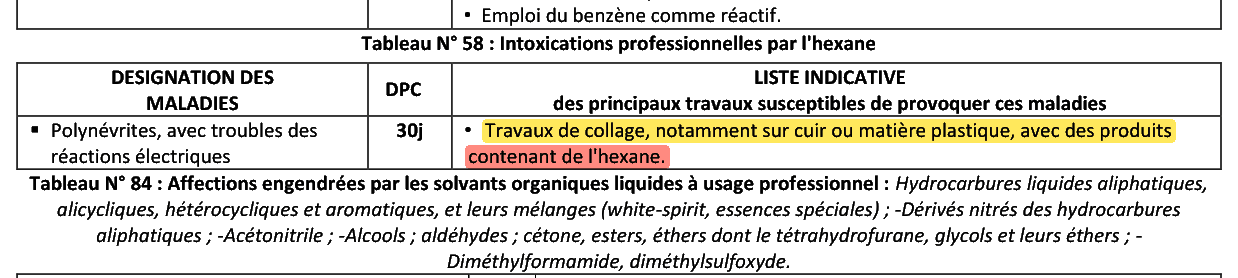 • Emploi du benzène comme réactif.
Tableau N° 58 : Intoxications professionnelles par l'hexane
DESIGNATION DES
MALADIES
DPC
LISTE INDICATIVE
des principaux travaux susceptibles de provoquer ces maladies
▪ Polynévrites, avec troubles des
réactions électriques
30j
• Travaux de collage, notamment sur cuir ou matière plastique, avec des produits
contenant de l'hexane.
Tableau N° 84 : Affections engendrées par les solvants organiques liquides à usage professionnel : Hydrocarbures liquides aliphatiques,
alicycliques, hétérocycliques et aromatiques, et leurs mélanges (white-spirit, essences spéciales) ; -Dérivés nitrés des hydrocarbures
aliphatiques ; -Acétonitrile ; -Alcools ; aldéhydes ; cétone, esters, éthers dont le tétrahydrofurane, glycols et leurs éthers ; -
Diméthylformamide, diméthylsulfoxyde.